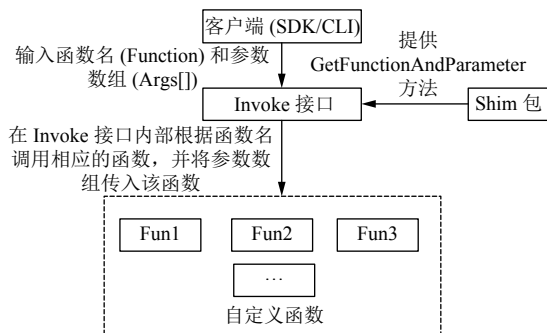 客户端 (SDK/CLI)
输入函数名 (Function) 和参数
数组 (Args[])
提供
GetFunctionAndParameter
方法
Invoke 接口
Shim 包
在 Invoke 接口内部根据函数名
调用相应的函数，并将参数数
组传入该函数
Fun1
Fun2
Fun3
…
自定义函数